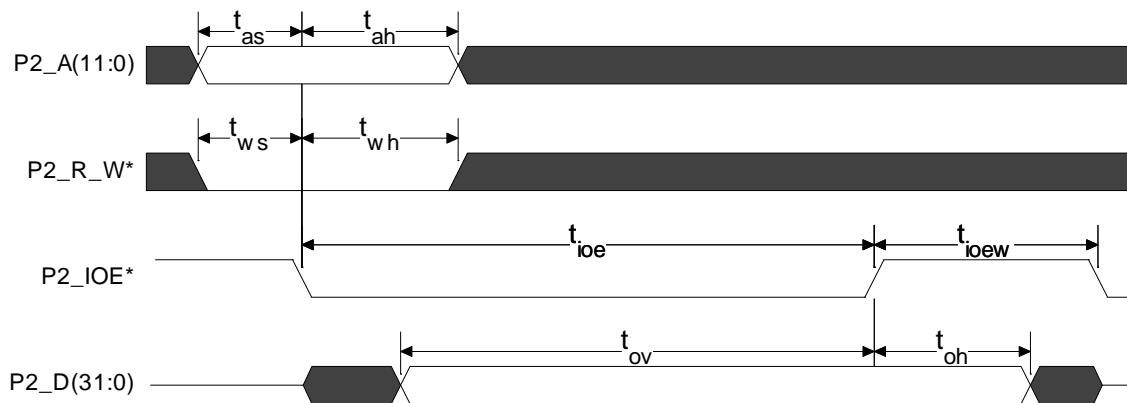 t_as t_ah
P2_A(11:0)
t_ws t_wh
P2_R_W*
t_ioe t_ioew
P2_IOE*
t_ov t_oh
P2_D(31:0)